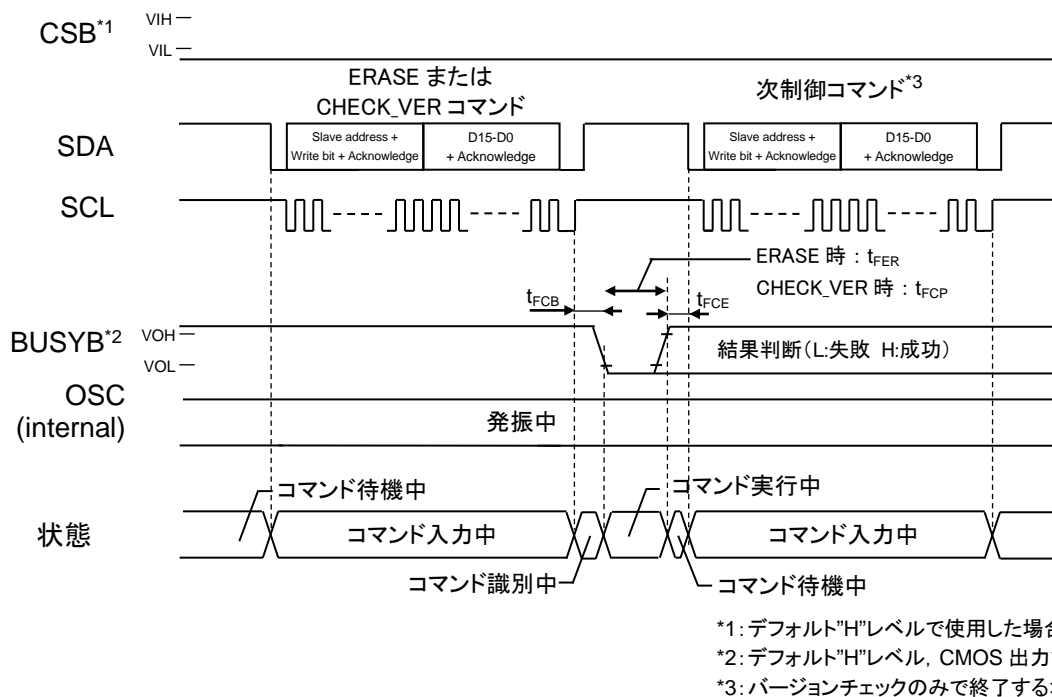 CSB*1
VIH
VIL
ERASE または
CHECK_VER コマンド
次制御コマンド*3
SDA
Slave address +
Write bit + Acknowledge
D15-D0
+ Acknowledge
Slave address +
Write bit + Acknowledge
D15-D0
+ Acknowledge
SCL
ERASE 時 : tFER
CHECK_VER 時 : tFCP
tFCB
tFCE
BUSYB*2
VOH
VOL
結果判断(L:失敗 H:成功)
OSC
(internal)
発振中
コマンド待機中
コマンド実行中
状態
コマンド入力中
コマンド入力中
コマンド識別中
コマンド待機中
*1:デフォルト"H"レベルで使用した場合
*2:デフォルト"H"レベル, CMOS 出力
*3:バージョンチェックのみで終了する